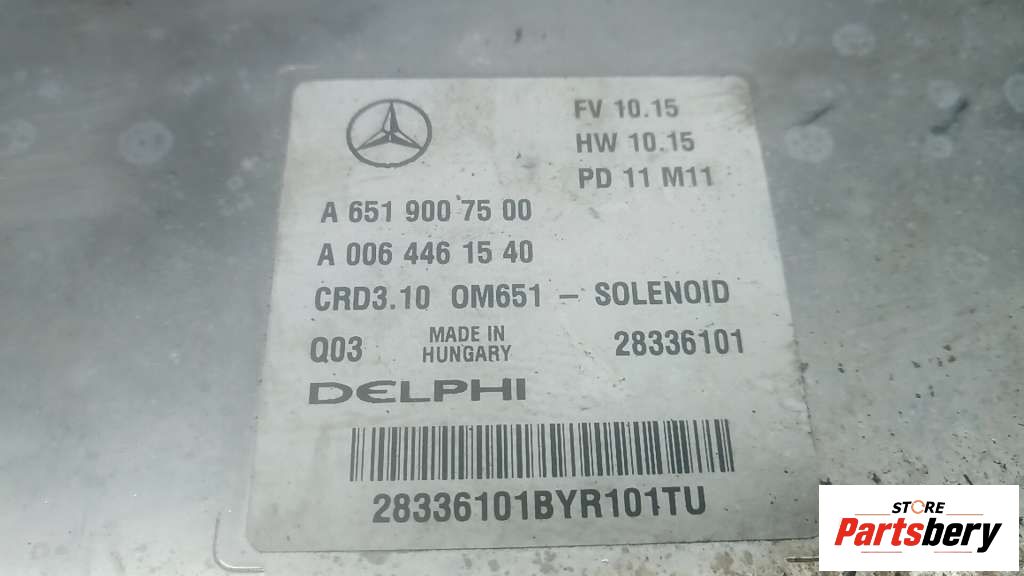 FV 10.15
HW 10.15
PD 11 M11
A 651 900 75 00
A 006 446 15 40
CRD3.10 OM651 – SOLENOID
Q03 MADE IN HUNGARY 28336101
DELPHI
28336101BYR101TU
STORE
Partsbery